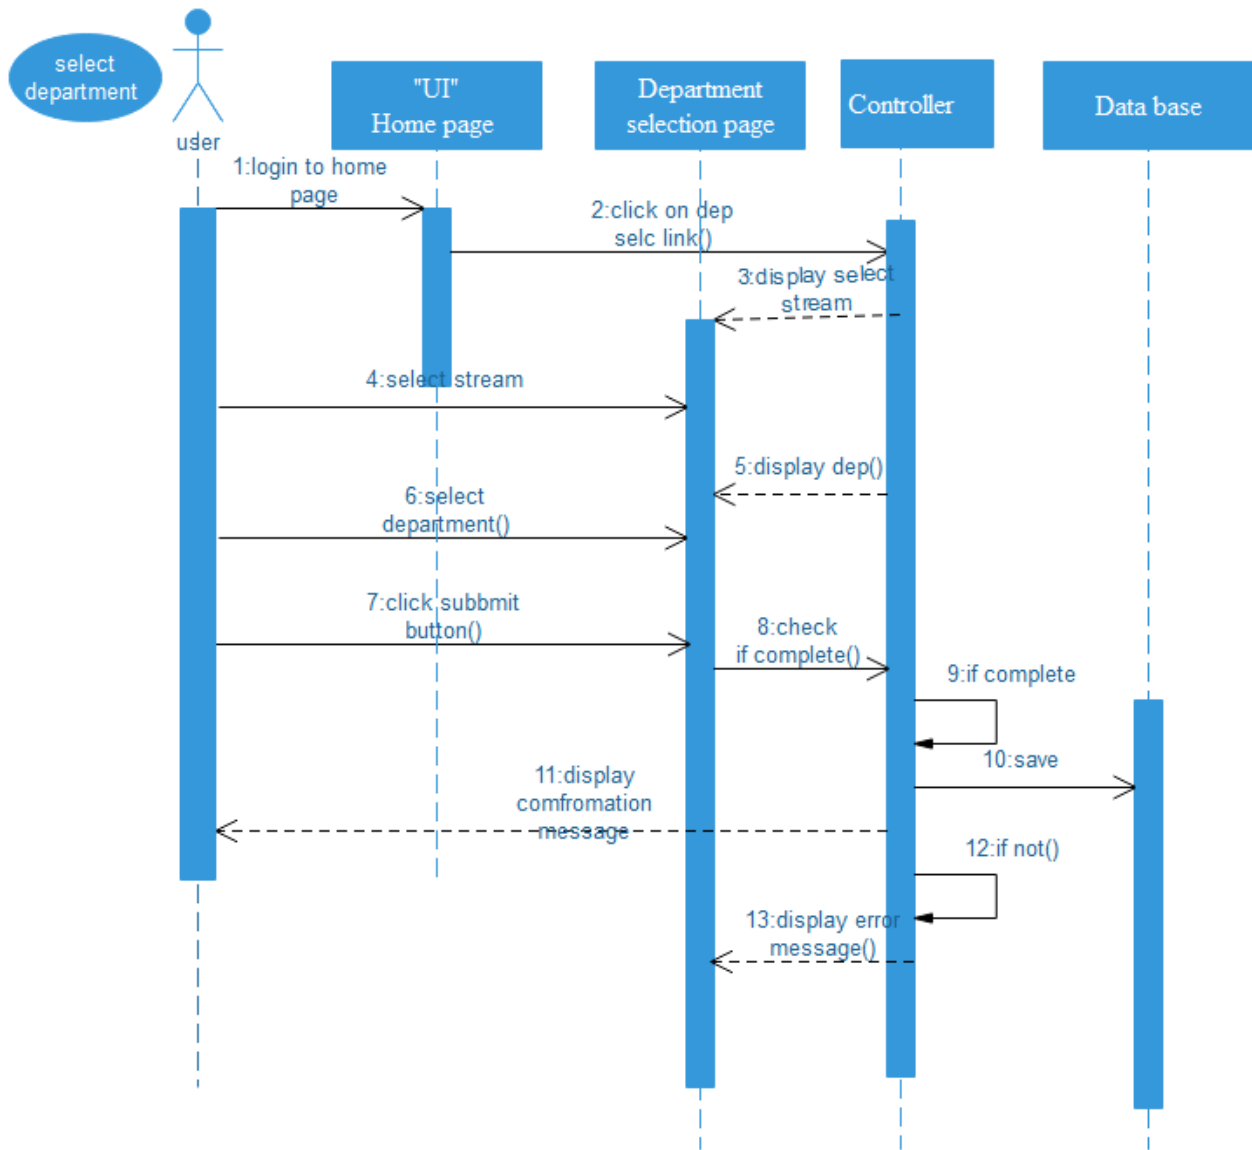 select
department
user
"UI"
Home page
Department
selection page
Controller
Data base
1:login to home
page
2:click on dep
selc link()
3:display select
stream
4:select stream
5:display dep()
6:select
department()
7:click subbmit
button()
8:check
if complete()
9:if complete
10:save
11:display
comfromation
message
12:if not()
13:display error
message()